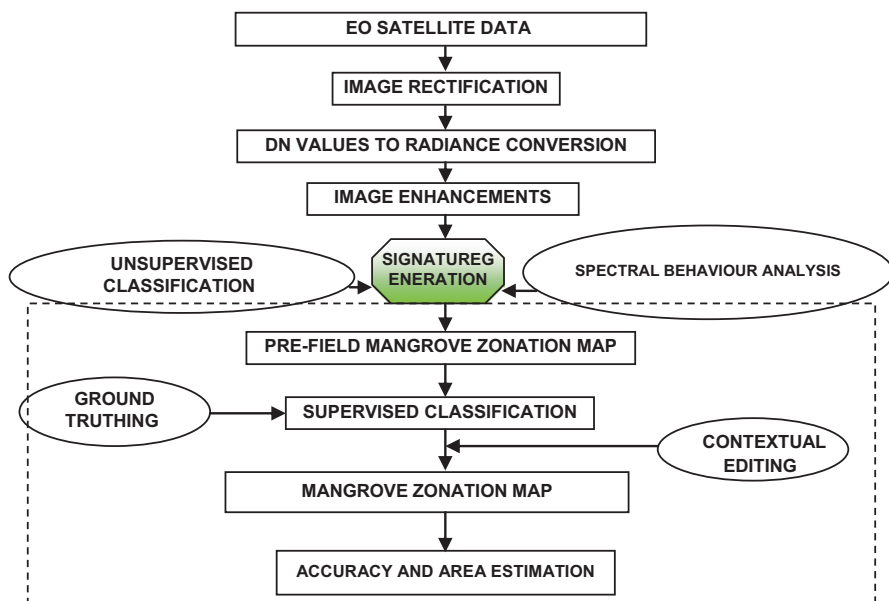 EO SATELLITE DATA
IMAGE RECTIFICATION
DN VALUES TO RADIANCE CONVERSION
IMAGE ENHANCEMENTS
UNSUPERVISED
CLASSIFICATION
SIGNATUREG
ENERATION
SPECTRAL BEHAVIOUR ANALYSIS
PRE-FIELD MANGROVE ZONATION MAP
GROUND
TRUTHING
SUPERVISED CLASSIFICATION
CONTEXTUAL
EDITING
MANGROVE ZONATION MAP
ACCURACY AND AREA ESTIMATION